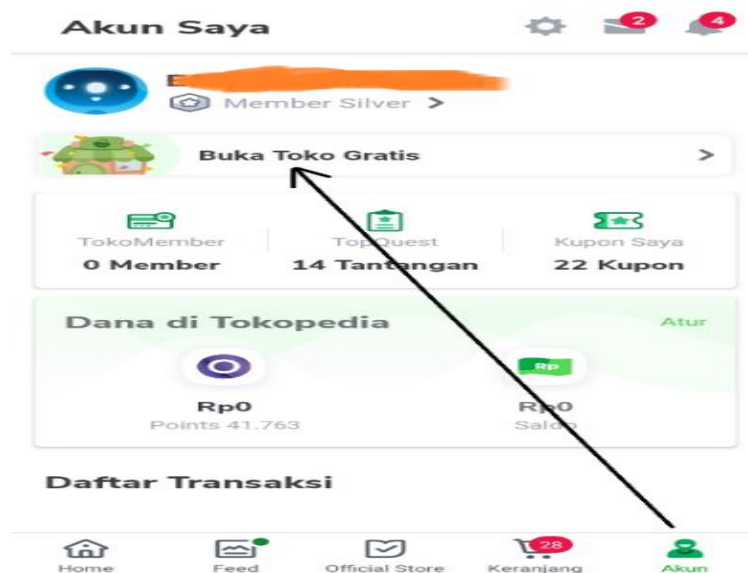 Akun Saya
2
4
Member Silver >
Buka Toko Gratis >
TokoMember
TopQuest
Kupon Saya
0 Member
14 Tantangan
22 Kupon
Dana di Tokopedia
Atur
Rp
Rp0
Rp0
Points 41.763
Saldo
Daftar Transaksi
28
Home
Feed
Official Store
Keranjang
Akun